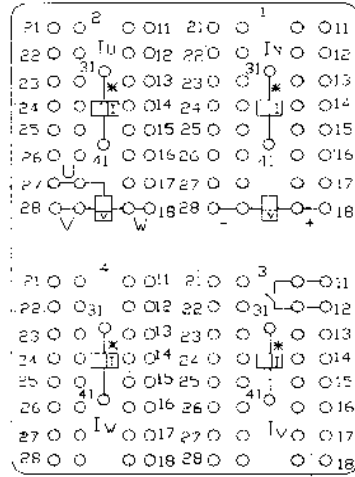 2 1
21 11 21 11
22 IU 12 22 IN 12
31 31
23 * 13 23 * 13
24 I 14 24 I 14
25 15 25 15
26 41 16 26 41 16
U
27 17 27 17
28 V 18 28 V 18
V W - +
4 3
21 11 21 11
22 31 12 22 31 12
23 * 13 23 * 13
24 I 14 24 I 14
25 15 25 15
26 41 16 26 41 16
27 IW 17 27 IV 17
28 18 28 18